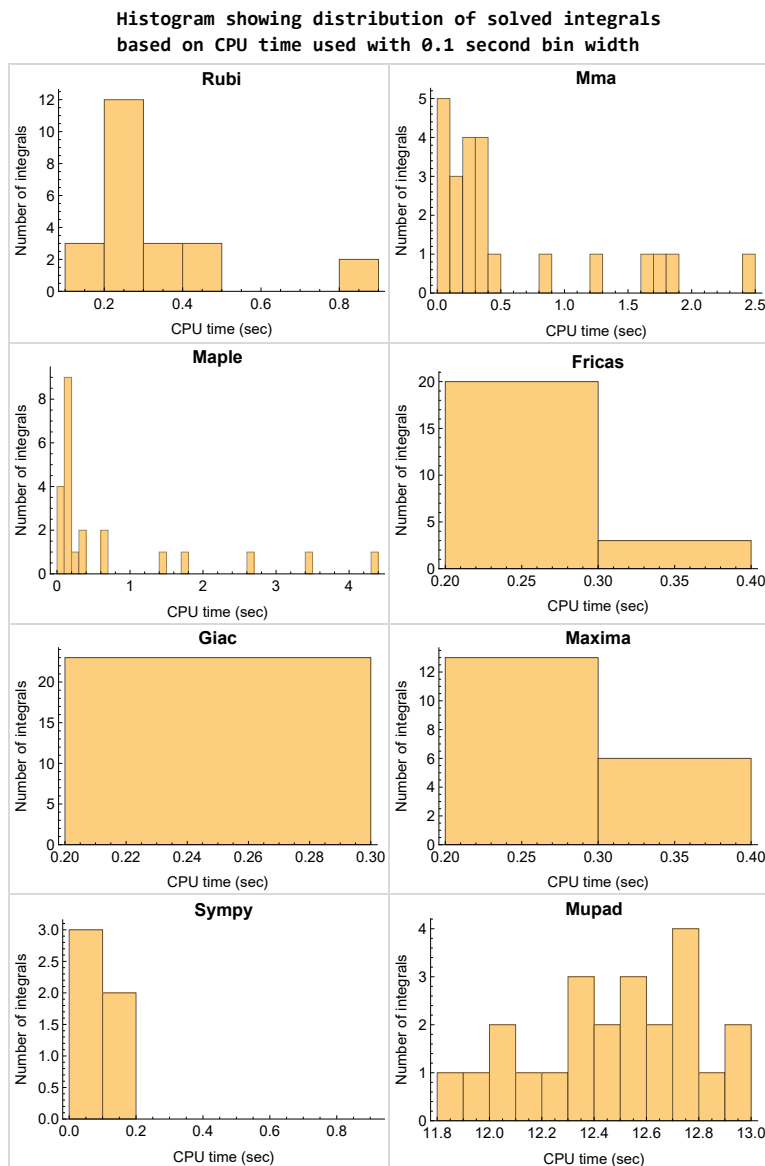 Histogram showing distribution of solved integrals
based on CPU time used with 0.1 second bin width
Rubi
Number of integrals
12
10
8
6
4
2
0
0.2 0.4 0.6 0.8
CPU time (sec)
Mma
Number of integrals
5
4
3
2
1
0
0.0 0.5 1.0 1.5 2.0 2.5
CPU time (sec)
Maple
Number of integrals
8
6
4
2
0
0 1 2 3 4
CPU time (sec)
Fricas
Number of integrals
20
15
10
5
0
0.20 0.25 0.30 0.35 0.40
CPU time (sec)
Giac
Number of integrals
20
15
10
5
0
0.20 0.22 0.24 0.26 0.28 0.30
CPU time (sec)
Maxima
Number of integrals
12
10
8
6
4
2
0
0.20 0.25 0.30 0.35 0.40
CPU time (sec)
Sympy
Number of integrals
3.0
2.5
2.0
1.5
1.0
0.5
0.0
0.0 0.2 0.4 0.6 0.8
CPU time (sec)
Mupad
Number of integrals
4
3
2
1
0
11.8 12.0 12.2 12.4 12.6 12.8 13.0
CPU time (sec)